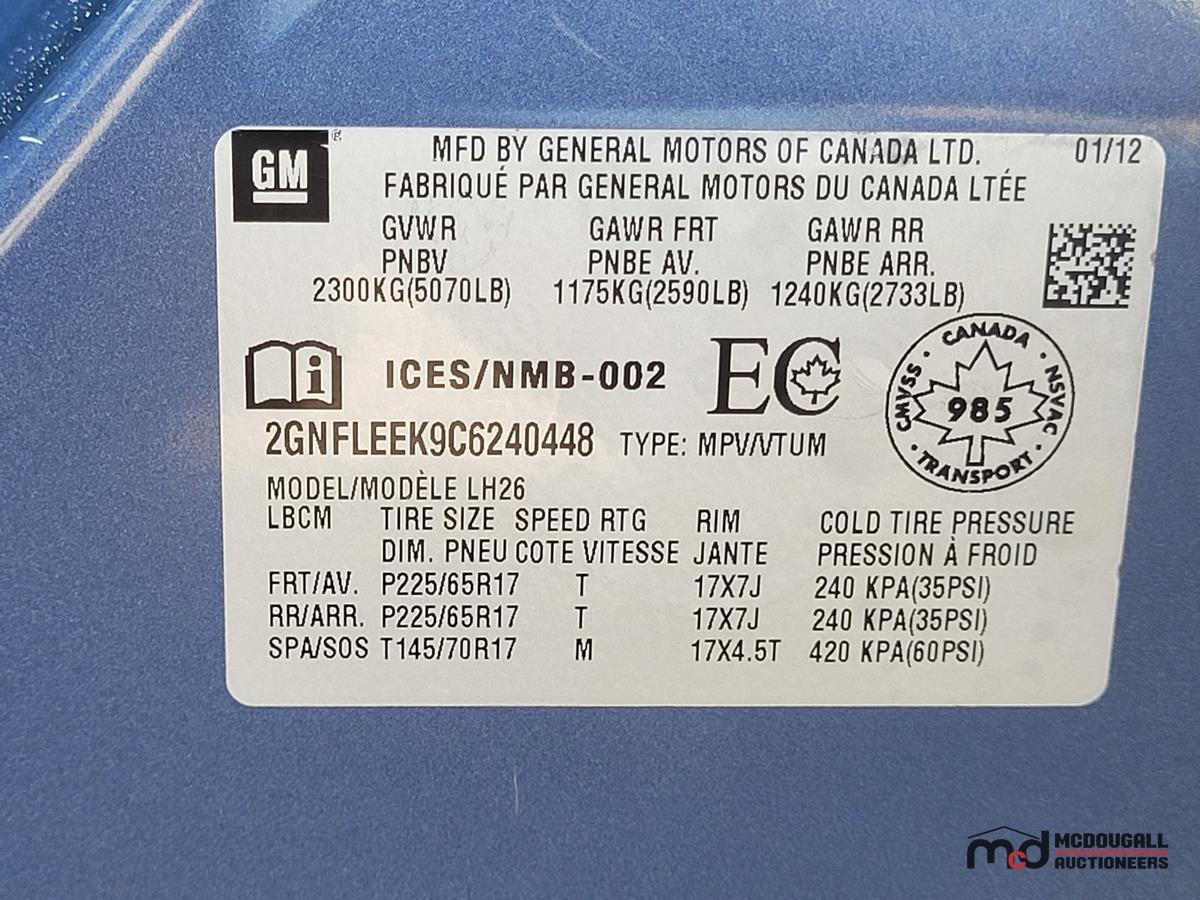 GM
MFD BY GENERAL MOTORS OF CANADA LTD. 01/12
FABRIQUÉ PAR GENERAL MOTORS DU CANADA LTÉE
GVWR GAWR FRT GAWR RR
PNBV PNBE AV. PNBE ARR.
2300KG(5070LB) 1175KG(2590LB) 1240KG(2733LB)
i ICES/NMB-002 EC
CANADA
CMVSS 985 NSVAC
TRANSPORT
2GNFLEEK9C6240448 TYPE: MPV/VTUM
MODEL/MODÈLE LH26
LBCM TIRE SIZE SPEED RTG RIM COLD TIRE PRESSURE
DIM. PNEU COTE VITESSE JANTE PRESSION À FROID
FRT/AV. P225/65R17 T 17X7J 240 KPA(35PSI)
RR/ARR. P225/65R17 T 17X7J 240 KPA(35PSI)
SPA/SOS T145/70R17 M 17X4.5T 420 KPA(60PSI)
mcd MCDOUGALL
AUCTIONEERS